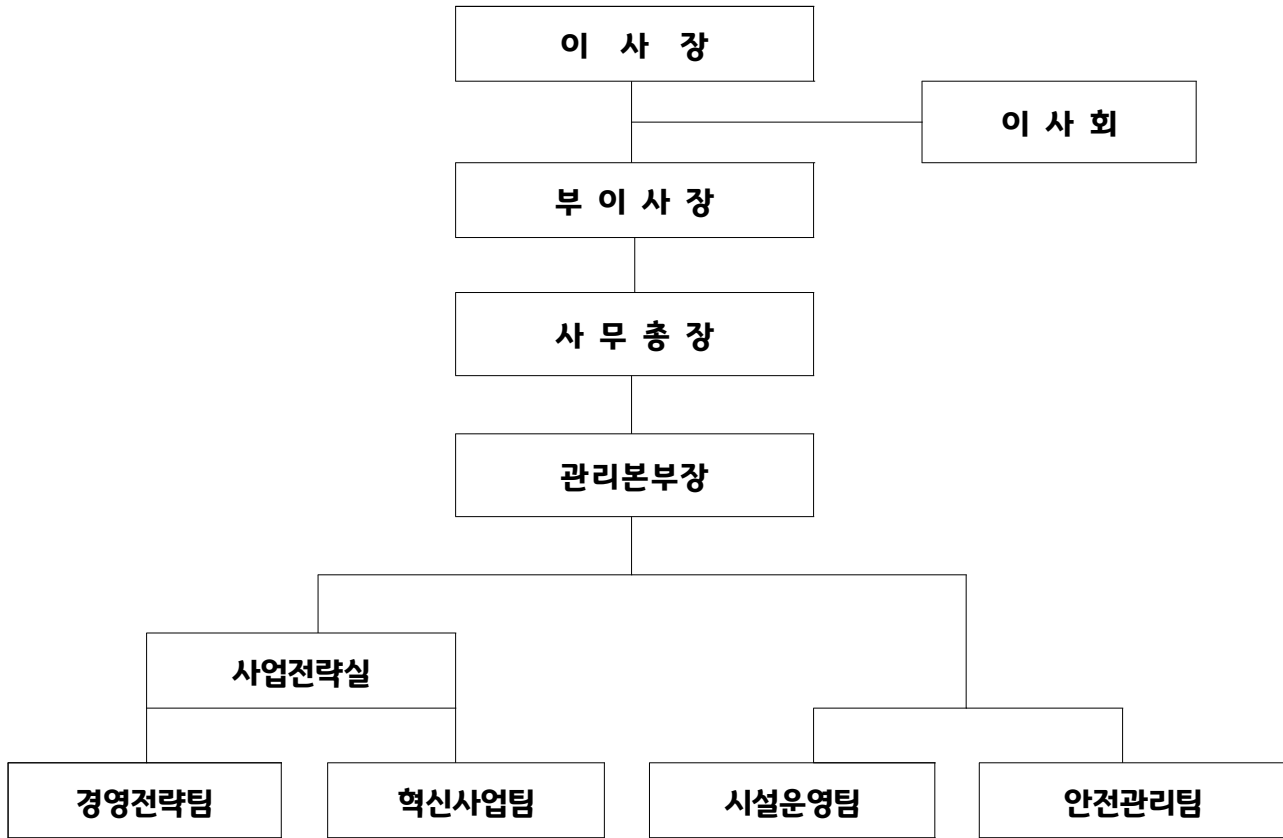 이 사 장
이 사 회
부 이 사 장
사 무 총 장
관리본부장
사업전략실
경영전략팀
혁신사업팀
시설운영팀
안전관리팀